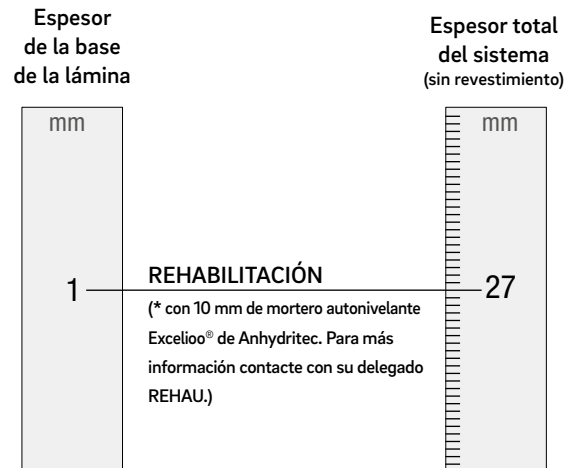 Espesor
de la base
de la lámina
Espesor total
del sistema
(sin revestimiento)
mm
mm
1
REHABILITACIÓN
27
(* con 10 mm de mortero autonivelante
Excelioo® de Anhydritec. Para más
información contacte con su delegado
REHAU.)